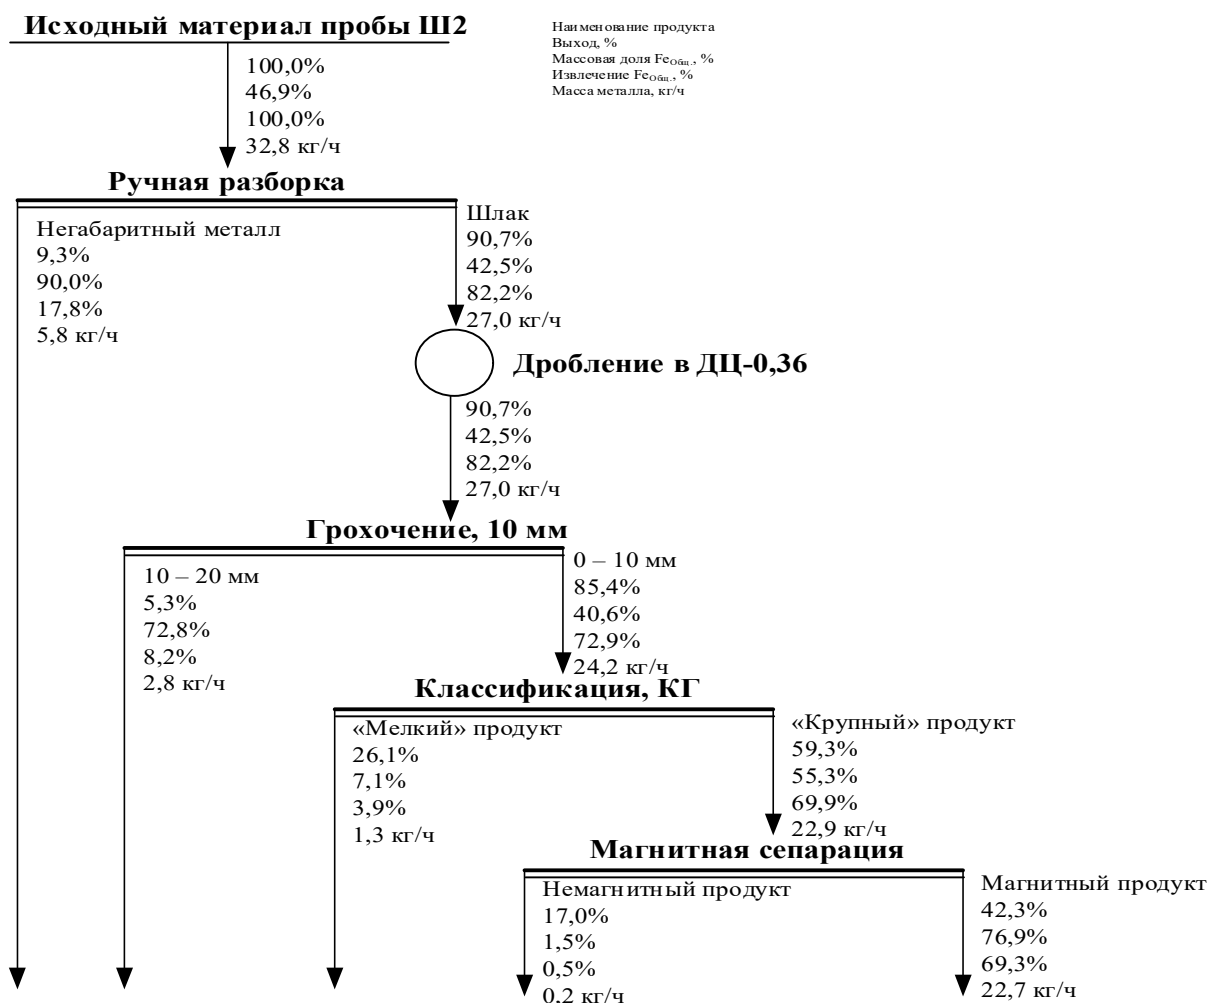 Исходный материал пробы Ш2
Наименование продукта
Выход, %
Массовая доля FeОбщ., %
Извлечение FeОбщ., %
Масса металла, кг/ч
100,0%
46,9%
100,0%
32,8 кг/ч
Ручная разборка
Негабаритный металл
9,3%
90,0%
17,8%
5,8 кг/ч
Шлак
90,7%
42,5%
82,2%
27,0 кг/ч
Дробление в ДЦ-0,36
90,7%
42,5%
82,2%
27,0 кг/ч
Грохочение, 10 мм
10 – 20 мм
5,3%
72,8%
8,2%
2,8 кг/ч
0 – 10 мм
85,4%
40,6%
72,9%
24,2 кг/ч
Классификация, КГ
«Мелкий» продукт
26,1%
7,1%
3,9%
1,3 кг/ч
«Крупный» продукт
59,3%
55,3%
69,9%
22,9 кг/ч
Магнитная сепарация
Немагнитный продукт
17,0%
1,5%
0,5%
0,2 кг/ч
Магнитный продукт
42,3%
76,9%
69,3%
22,7 кг/ч